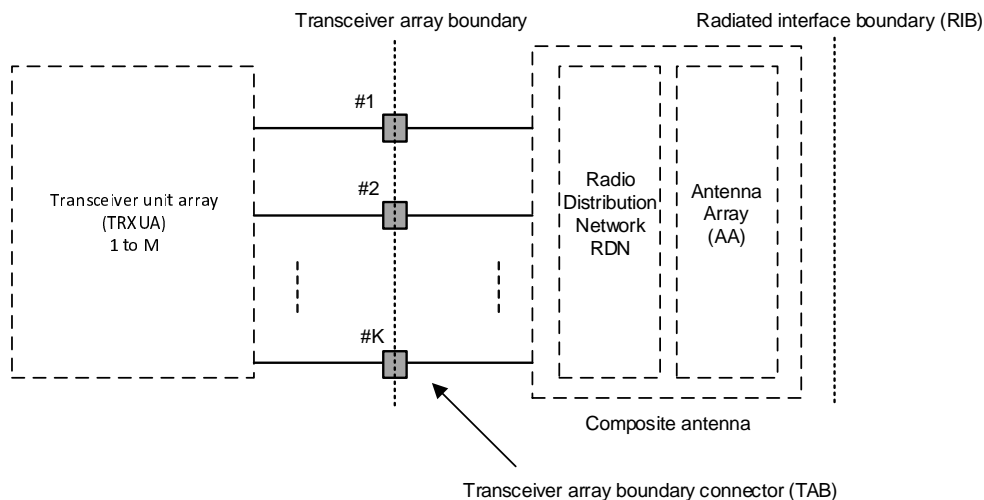 Transceiver array boundary
Radiated interface boundary (RIB)
#1
#2
#K
Transceiver unit array
(TRXUA)
1 to M
Radio
Distribution
Network
RDN
Antenna
Array
(AA)
Composite antenna
Transceiver array boundary connector (TAB)